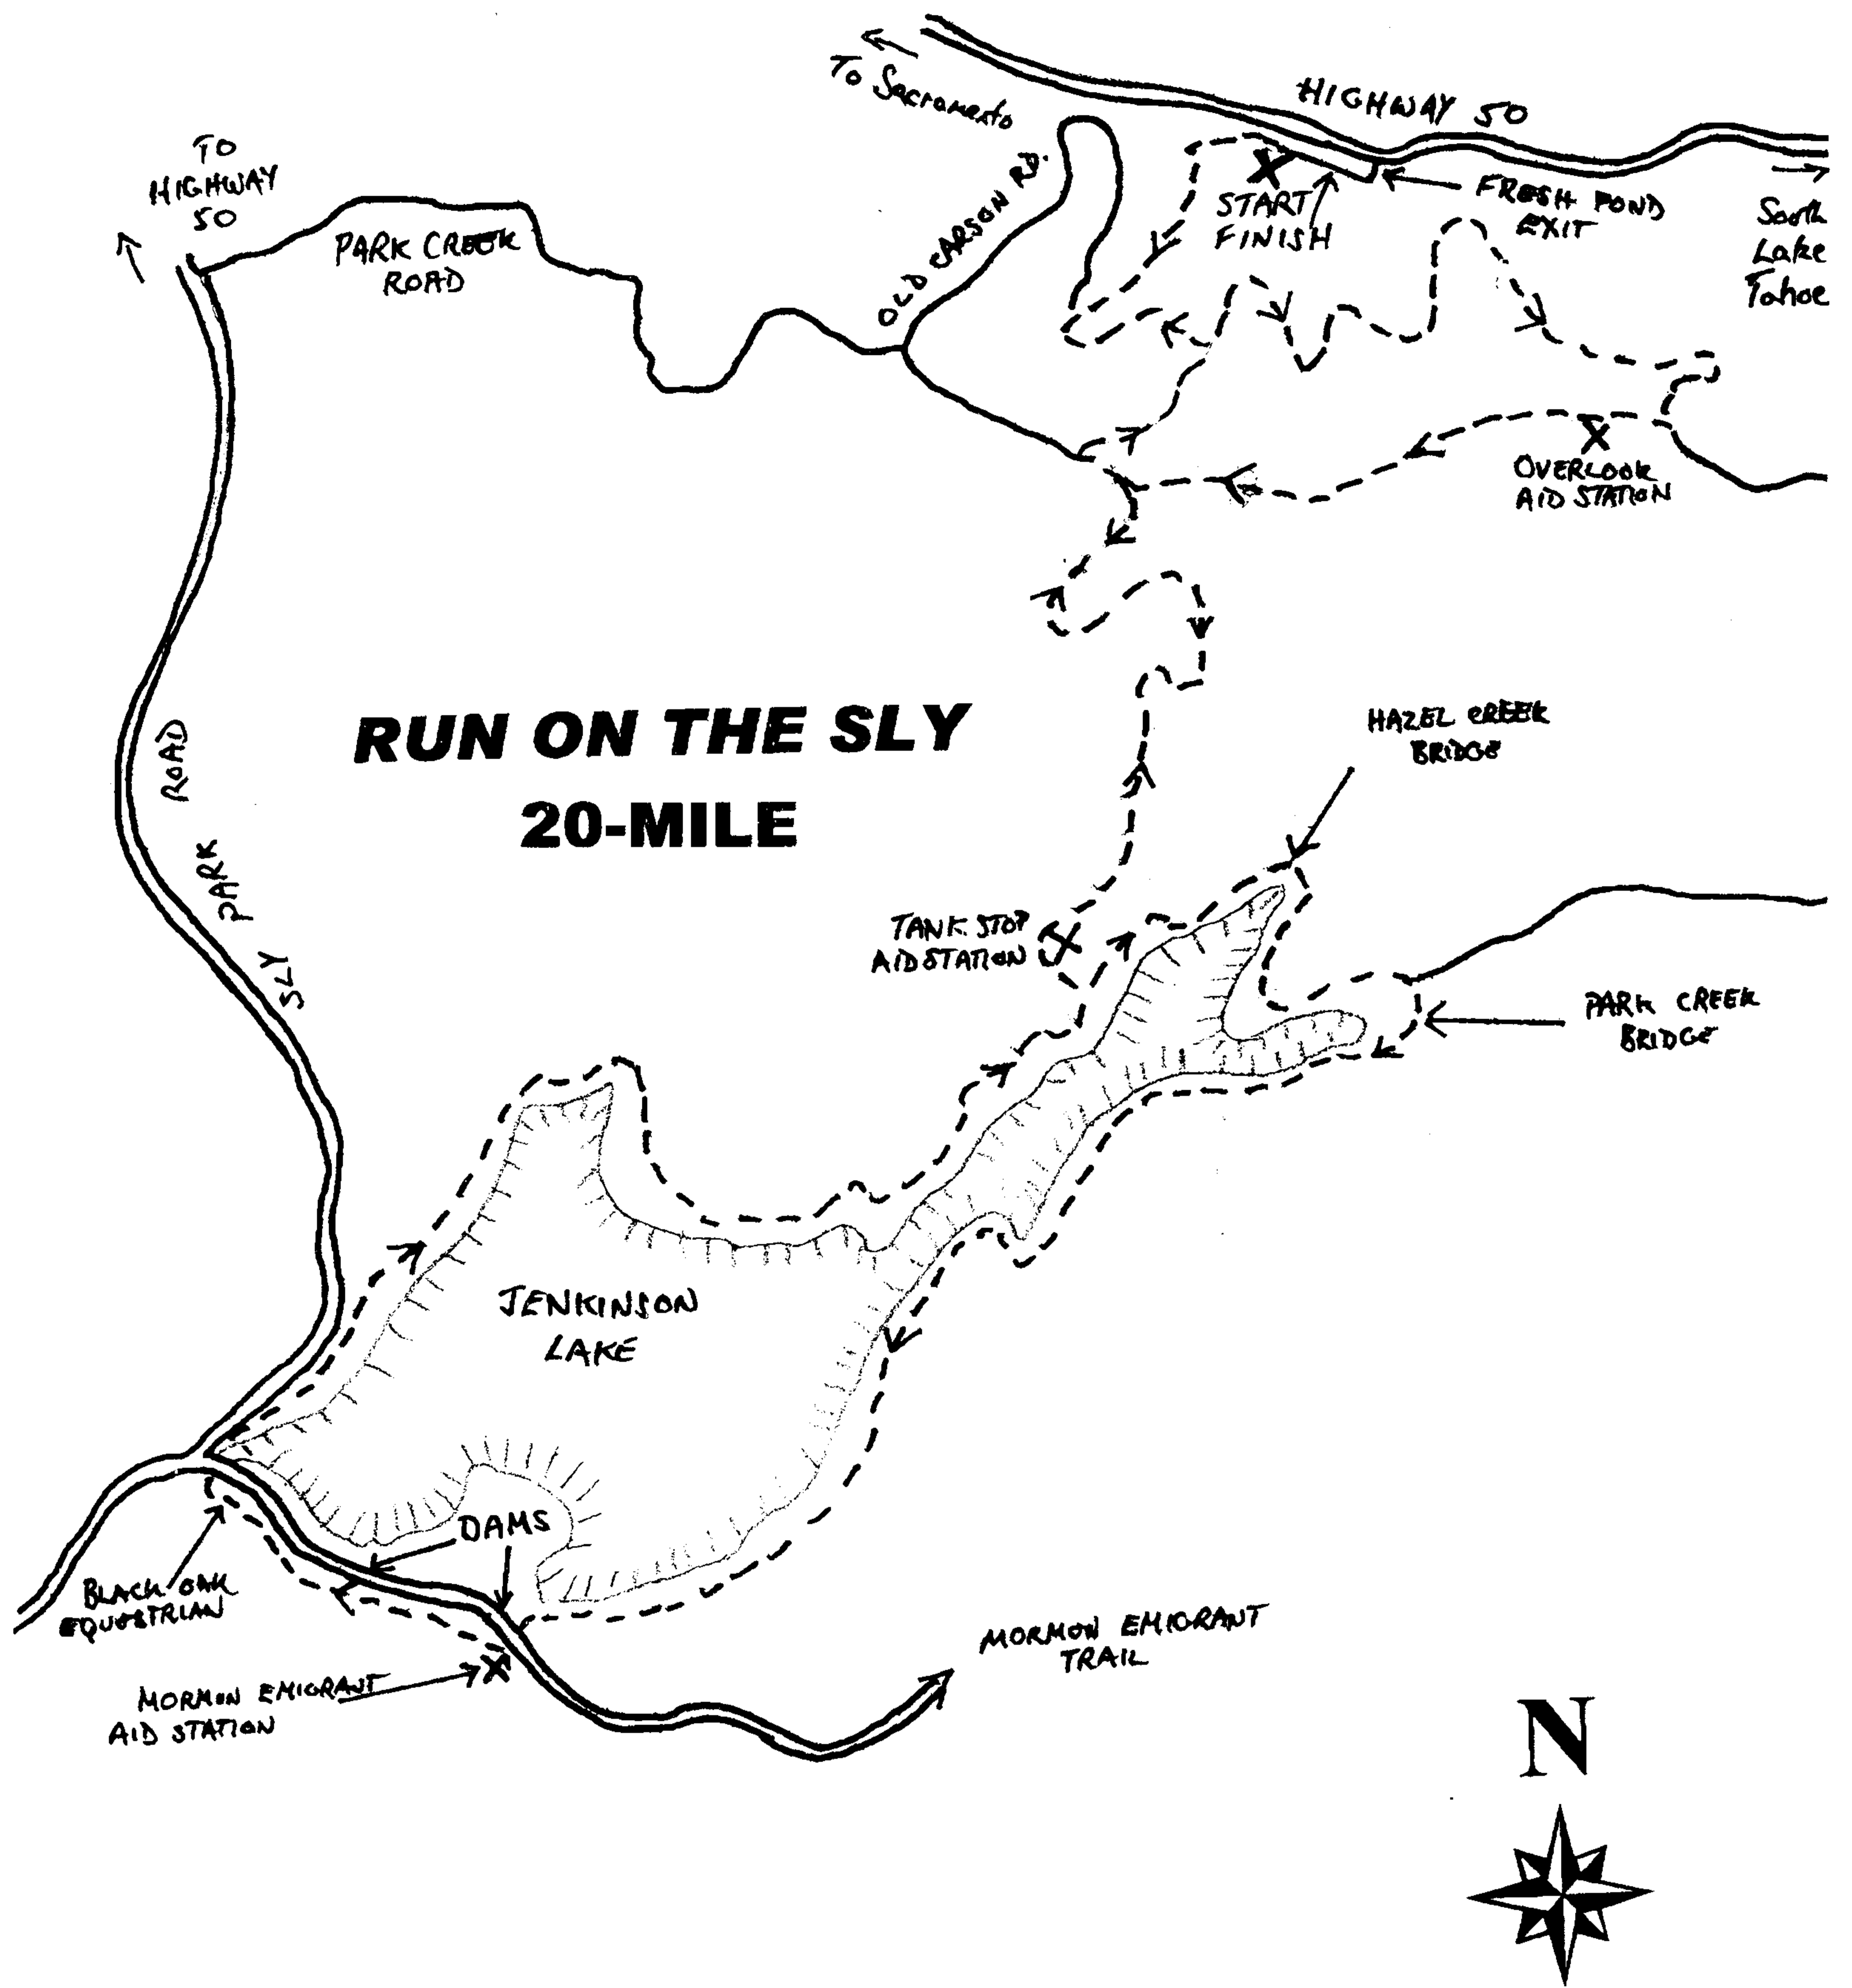 HIGHWAY 50
To Sacramento
TO
HIGHWAY
50
PARK CREEK
ROAD
OLD CARSON RD.
START
FINISH
FRESH POND
EXIT
South
Lake
Tahoe
OVERLOOK
AID STATION
RUN ON THE SLY
20-MILE
SLY PARK ROAD
HAZEL CREEK
BRIDGE
TANK STOP
AID STATION
PARK CREEK
BRIDGE
JENKINSON
LAKE
DAMS
BLACK OAK
EQUESTRIAN
MORMON EMIGRANT
TRAIL
MORMON EMIGRANT
AID STATION
N